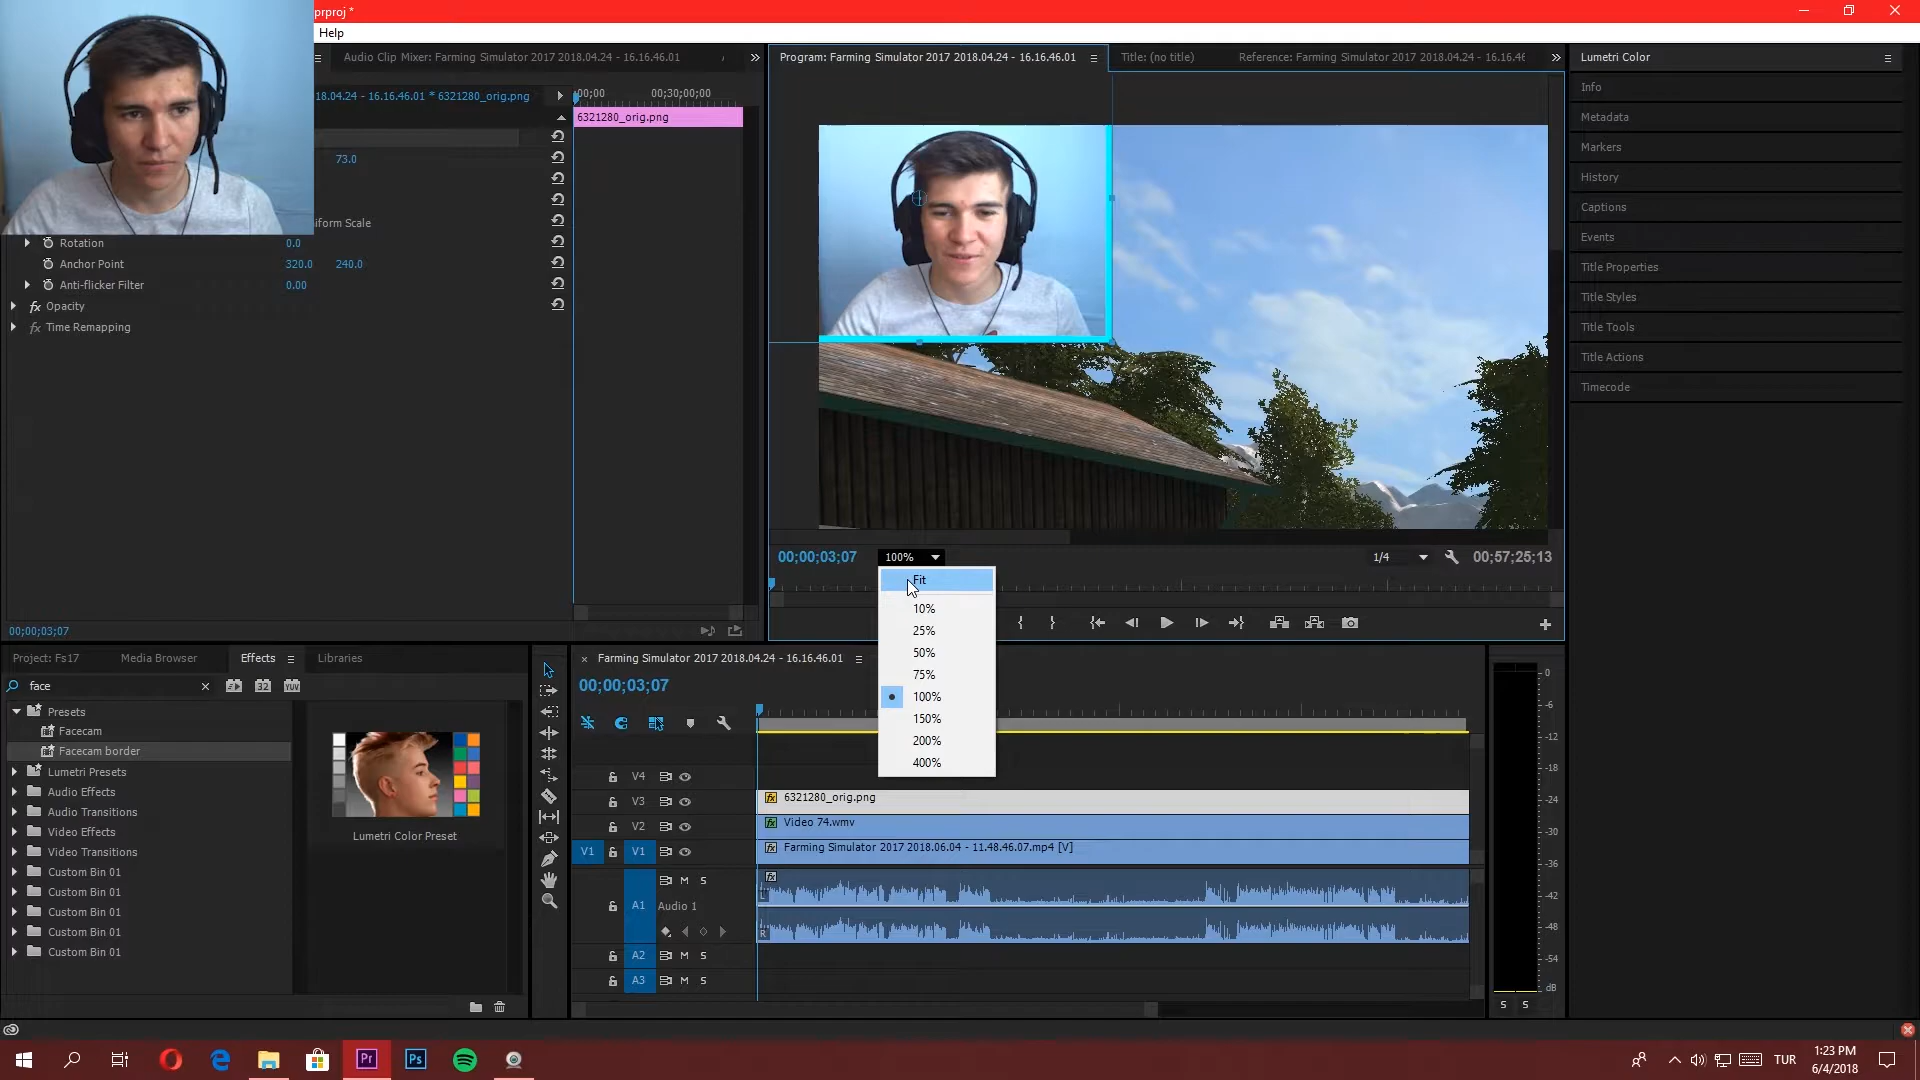 prproj *
Help
Audio Clip Mixer: Farming Simulator 2017 2018.04.24 - 16.16.46.01
Program: Farming Simulator 2017 2018.04.24 - 16.16.46.01
Title: (no title)
Reference: Farming Simulator 2017 2018.04.24 - 16.16.46
Lumetri Color
Info
Metadata
Markers
History
Captions
Events
Title Properties
Title Styles
Title Tools
Title Actions
Timecode
18.04.24 - 16.16.46.01 * 6321280_orig.png
:00;00
00;30;00;00
6321280_orig.png
73.0
iform Scale
Rotation 0.0
Anchor Point 320.0 240.0
Anti-flicker Filter 0.00
fx Opacity
fx Time Remapping
00;00;03;07
00;00;03;07
100%
1/4
00;57;25;13
Fit
10%
25%
50%
75%
100%
150%
200%
400%
Project: Fs17
Media Browser
Effects
Libraries
face
32
YUV
Presets
Facecam
Facecam border
Lumetri Presets
Audio Effects
Audio Transitions
Video Effects
Video Transitions
Custom Bin 01
Custom Bin 01
Custom Bin 01
Custom Bin 01
Custom Bin 01
Lumetri Color Preset
× Farming Simulator 2017 2018.04.24 - 16.16.46.01
00;00;03;07
V4
V3
fx 6321280_orig.png
V2
fx Video 74.wmv
V1 V1
fx Farming Simulator 2017 2018.06.04 - 11.48.46.07.mp4 [V]
M S
fx
L
A1 Audio 1
R
A2 M S
A3 M S
0
-6
-12
-18
-24
-30
-36
-42
-48
-54
dB
S S
Pr
Ps
TUR
1:23 PM
6/4/2018